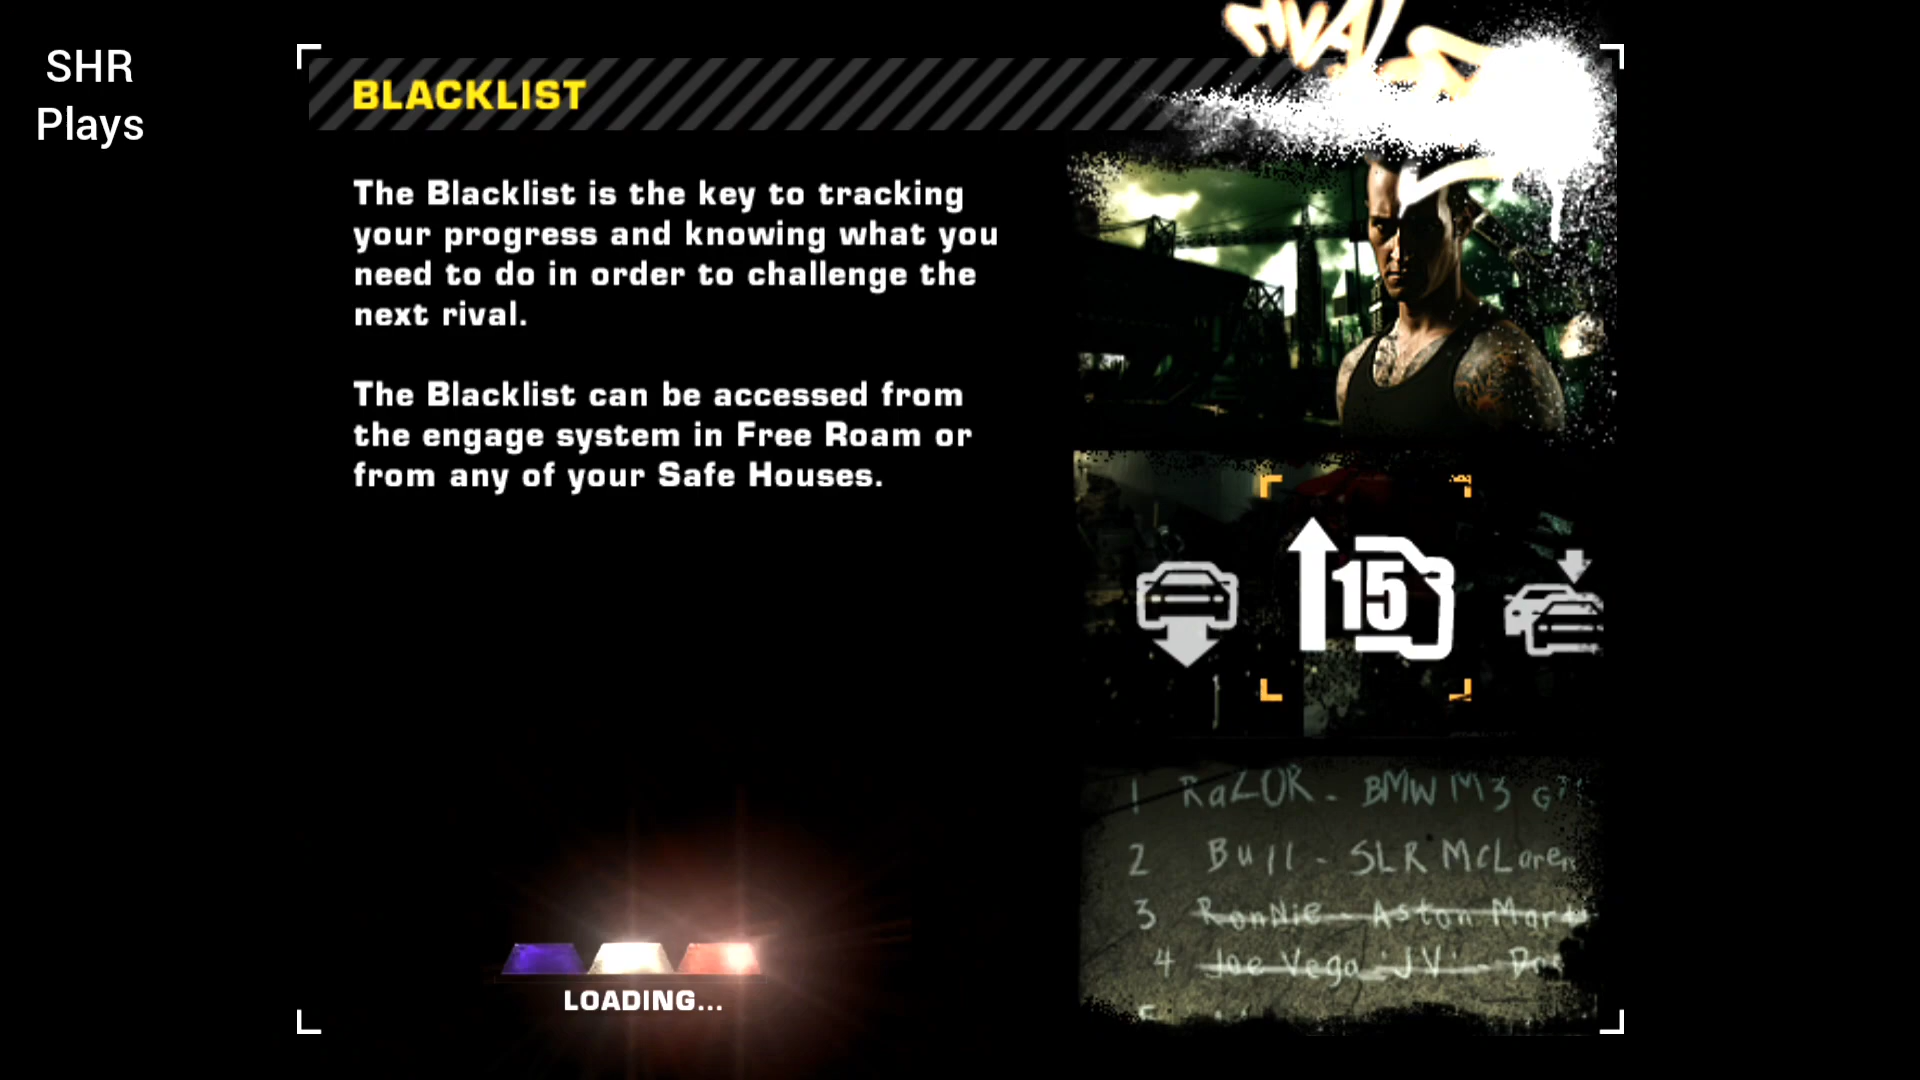 SHR
Plays
RIVAL
BLACKLIST
The Blacklist is the key to tracking
your progress and knowing what you
need to do in order to challenge the
next rival.
The Blacklist can be accessed from
the engage system in Free Roam or
from any of your Safe Houses.
15
1 RaZOR - BMW M3 G
2 Bull - SLR McLaren
3 RonNie - Aston Mar
4 Joe Vega 'JV' -
LOADING...